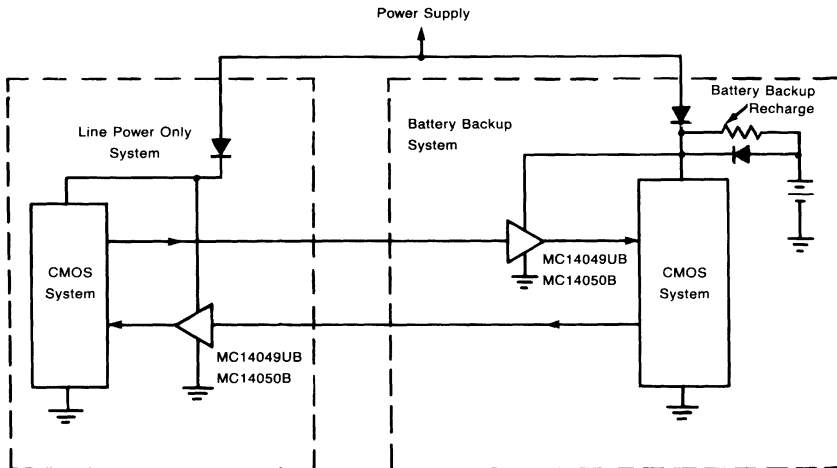 Power Supply
Battery Backup
Recharge
Line Power Only
System
Battery Backup
System
CMOS
System
MC14049UB
MC14050B
CMOS
System
MC14049UB
MC14050B